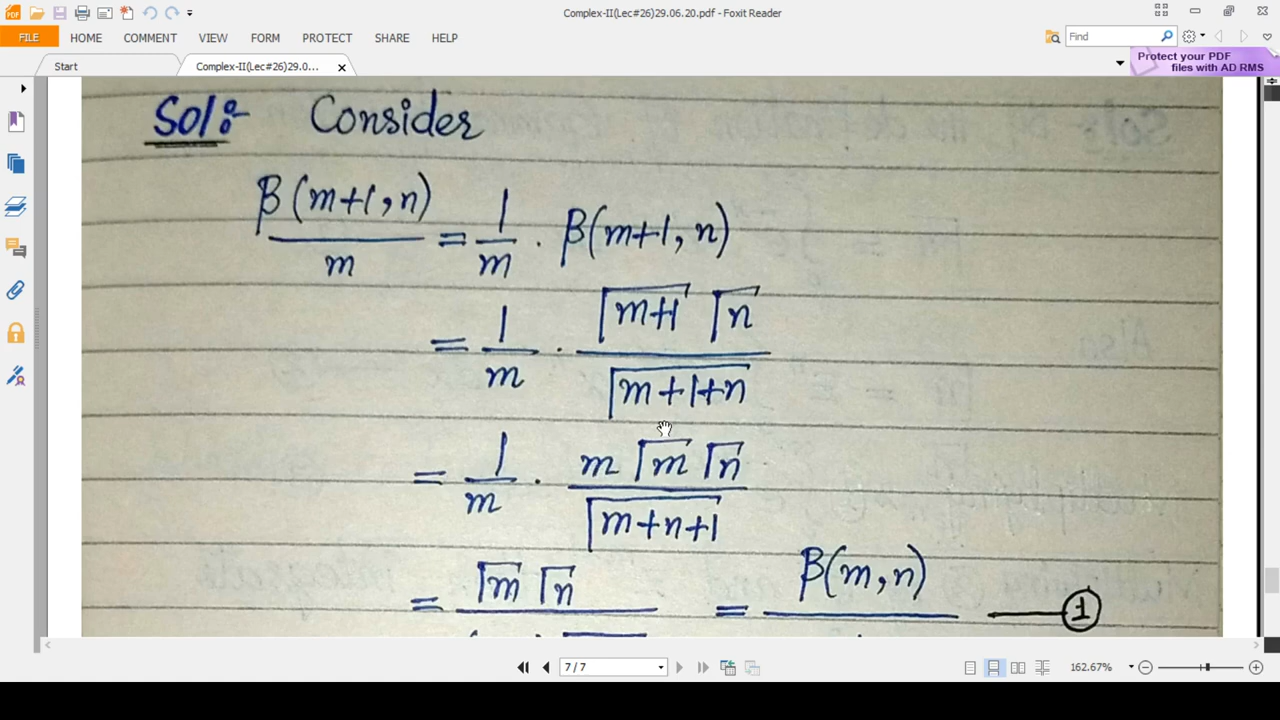 Complex-II(Lec#26)29.06.20.pdf - Foxit Reader
FILE HOME COMMENT VIEW FORM PROTECT SHARE HELP
Find
Protect your PDF
files with AD RMS
Start Complex-II(Lec#26)29.0...
Sol:- Consider
β(m+1, n)/m = 1/m · β(m+1, n)
= 1/m · Γm+1 Γn / Γm+1+n
= 1/m · m Γm Γn / Γm+n+1
= Γm Γn = β(m, n) —— 1
7 / 7
162.67%